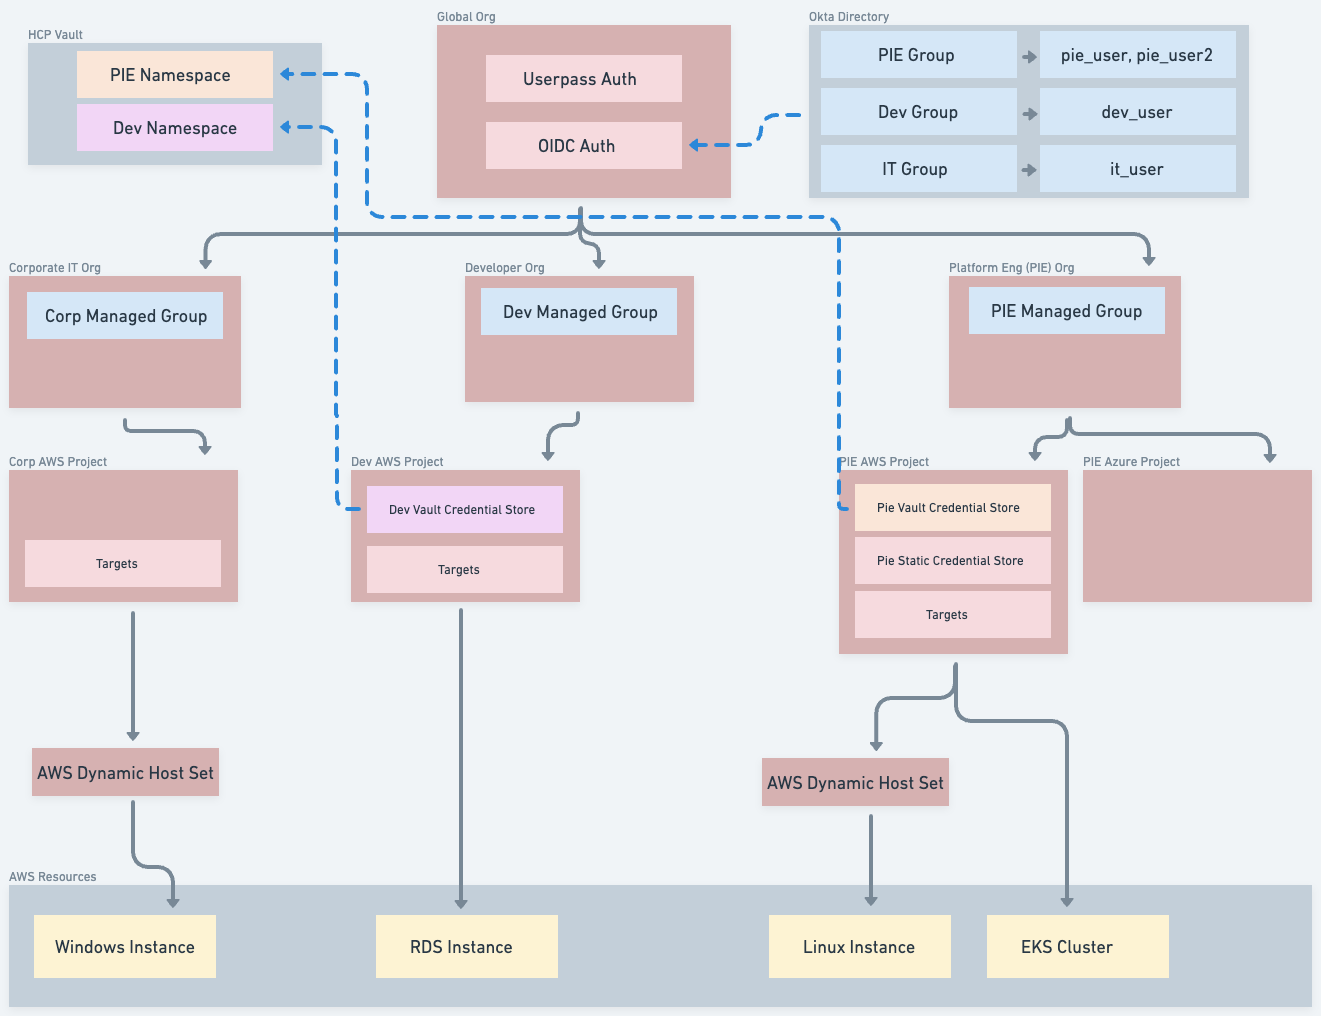 HCP Vault
PIE Namespace
Dev Namespace
Global Org
Userpass Auth
OIDC Auth
Okta Directory
PIE Group
pie_user, pie_user2
Dev Group
dev_user
IT Group
it_user
Corporate IT Org
Corp Managed Group
Developer Org
Dev Managed Group
Platform Eng (PIE) Org
PIE Managed Group
Corp AWS Project
Targets
Dev AWS Project
Dev Vault Credential Store
Targets
PIE AWS Project
Pie Vault Credential Store
Pie Static Credential Store
Targets
PIE Azure Project
AWS Dynamic Host Set
AWS Dynamic Host Set
AWS Resources
Windows Instance
RDS Instance
Linux Instance
EKS Cluster